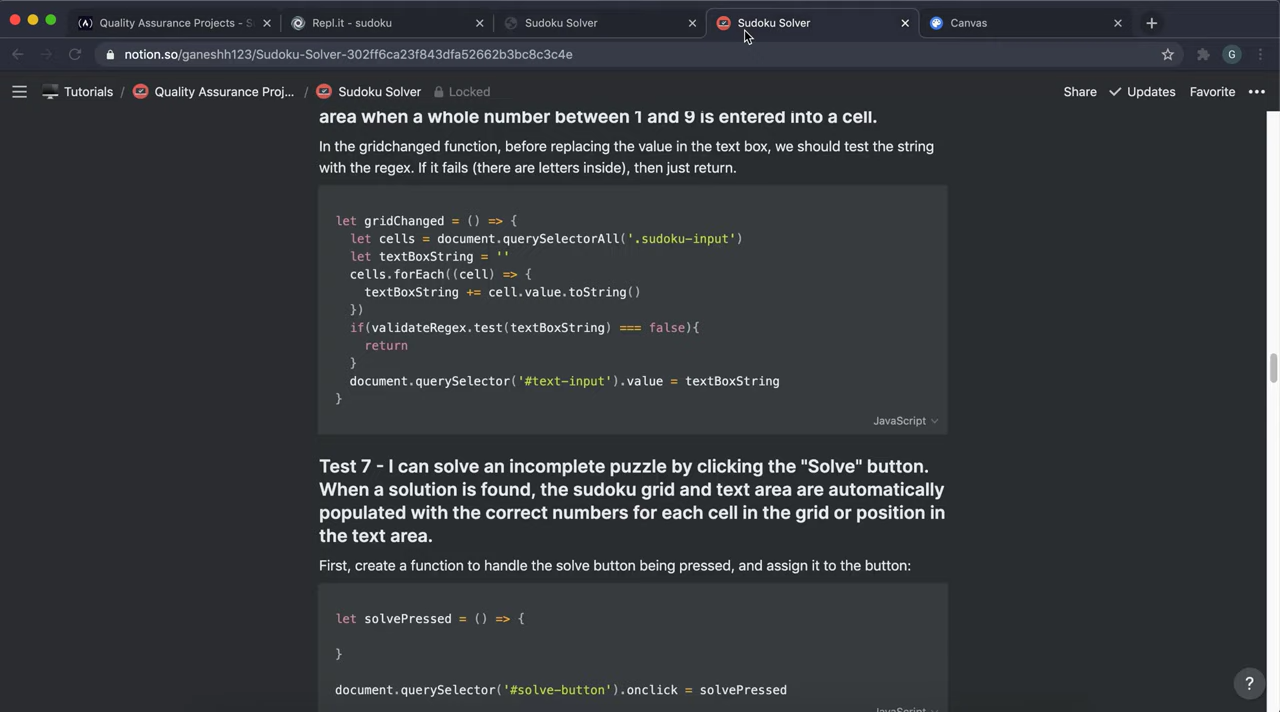 Quality Assurance Projects - S
Repl.it - sudoku
Sudoku Solver
Sudoku Solver
Canvas
notion.so/ganeshh123/Sudoku-Solver-302ff6ca23f843dfa52662b3bc8c3c4e
G
Tutorials / Quality Assurance Proj... / Sudoku Solver Locked
Share Updates Favorite
area when a whole number between 1 and 9 is entered into a cell.
In the gridchanged function, before replacing the value in the text box, we should test the string
with the regex. If it fails (there are letters inside), then just return.
let gridChanged = () => {
let cells = document.querySelectorAll('.sudoku-input')
let textBoxString = ''
cells.forEach((cell) => {
textBoxString += cell.value.toString()
})
if(validateRegex.test(textBoxString) === false){
return
}
document.querySelector('#text-input').value = textBoxString
}
JavaScript
Test 7 - I can solve an incomplete puzzle by clicking the "Solve" button.
When a solution is found, the sudoku grid and text area are automatically
populated with the correct numbers for each cell in the grid or position in
the text area.
First, create a function to handle the solve button being pressed, and assign it to the button:
let solvePressed = () => {
}
document.querySelector('#solve-button').onclick = solvePressed
JavaScript
?